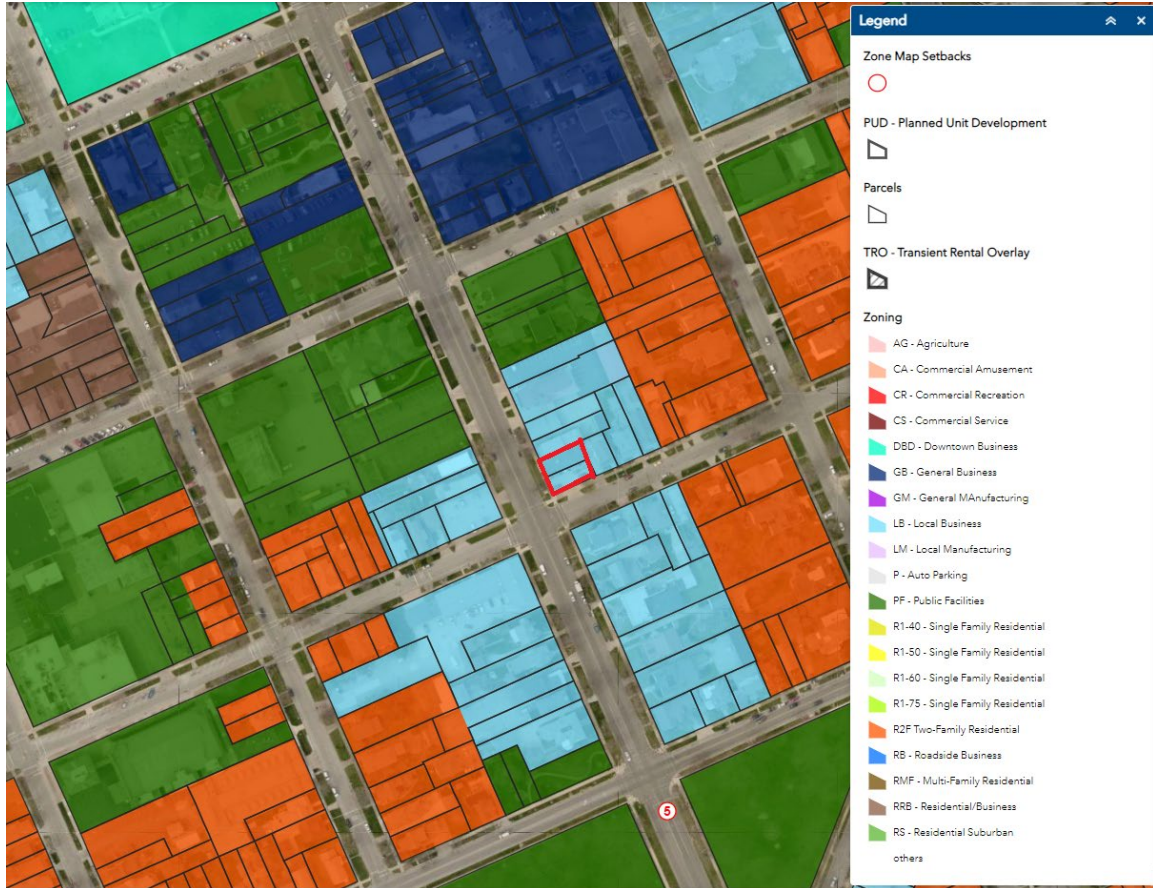 Legend
Zone Map Setbacks
PUD - Planned Unit Development
Parcels
TRO - Transient Rental Overlay
Zoning
AG - Agriculture
CA - Commercial Amusement
CR - Commercial Recreation
CS - Commercial Service
DBD - Downtown Business
GB - General Business
GM - General MAnufacturing
LB - Local Business
LM - Local Manufacturing
P - Auto Parking
PF - Public Facilities
R1-40 - Single Family Residential
R1-50 - Single Family Residential
R1-60 - Single Family Residential
R1-75 - Single Family Residential
R2F Two-Family Residential
RB - Roadside Business
RMF - Multi-Family Residential
RRB - Residential/Business
RS - Residential Suburban
others
5